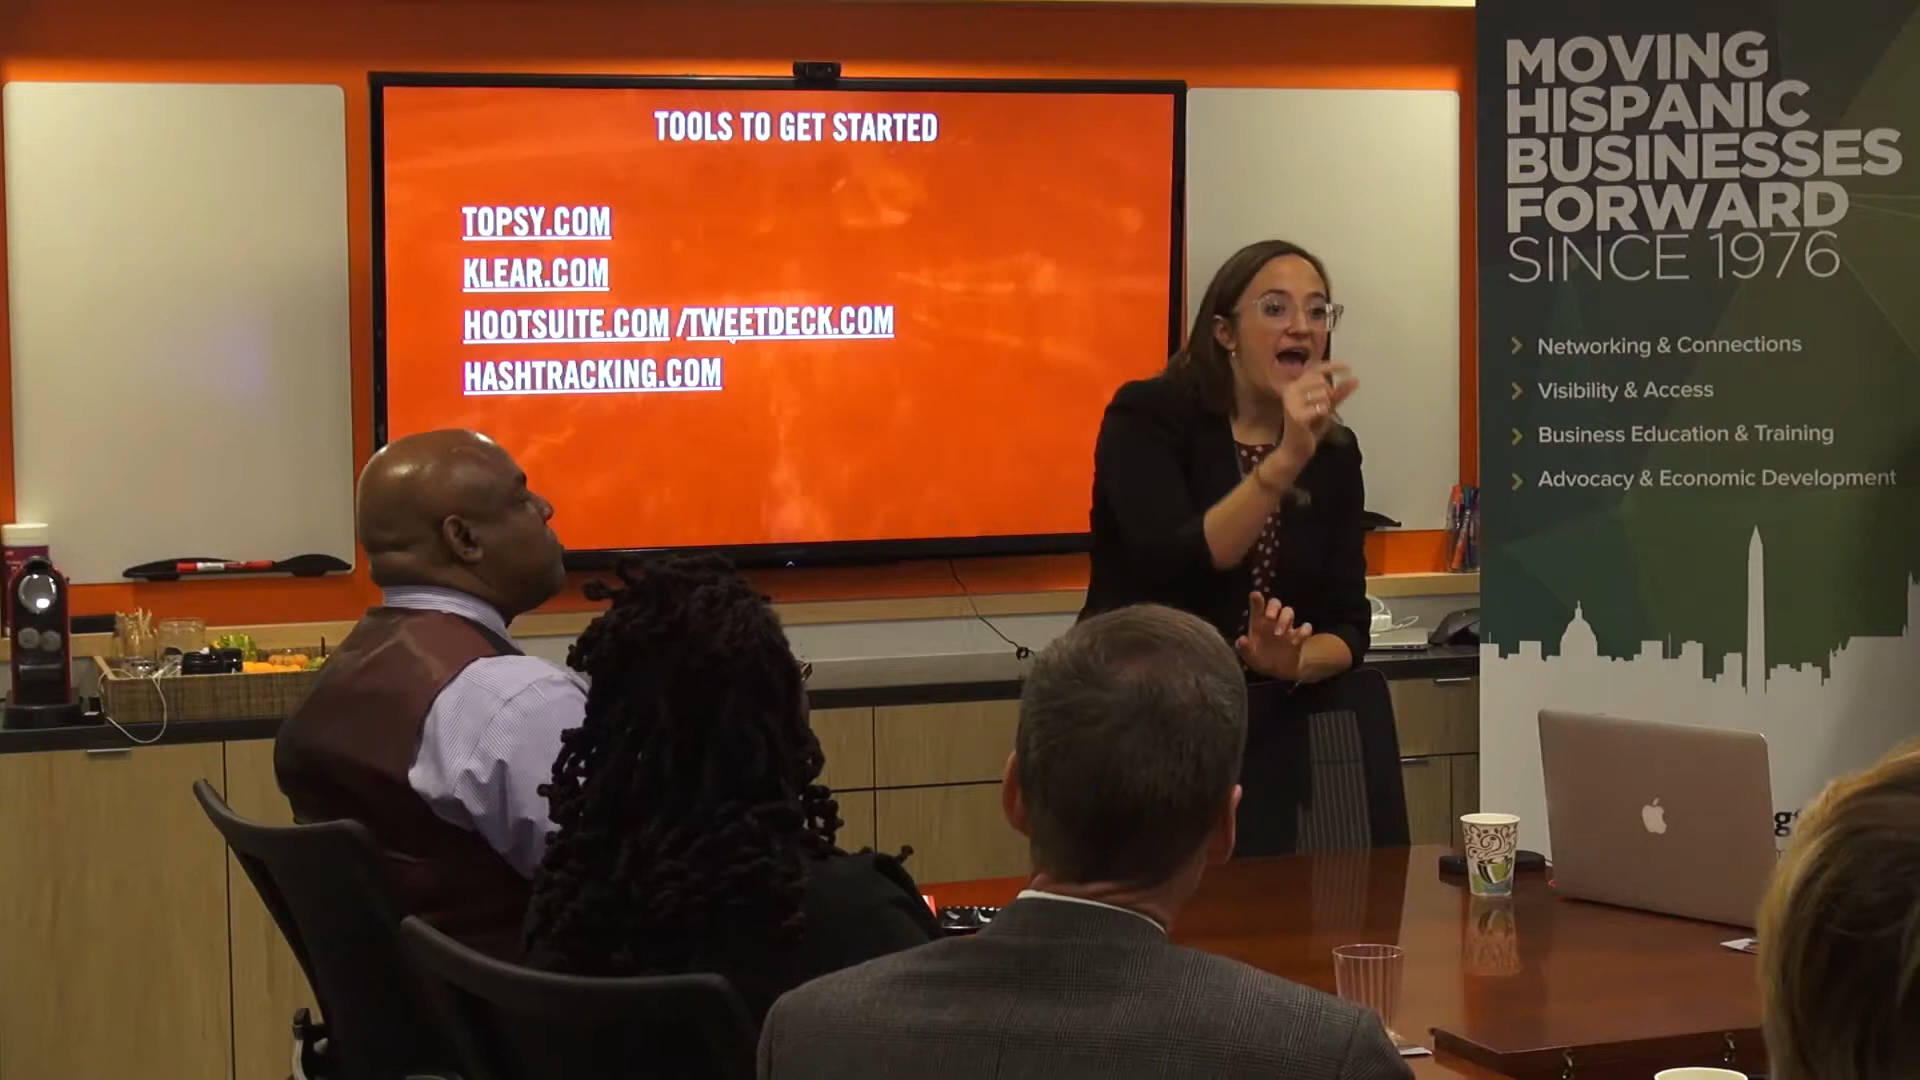 TOOLS TO GET STARTED
TOPSY.COM
KLEAR.COM
HOOTSUITE.COM /TWEETDECK.COM
HASHTRACKING.COM
MOVING
HISPANIC
BUSINESSES
FORWARD
SINCE 1976
Networking & Connections
Visibility & Access
Business Education & Training
Advocacy & Economic Development